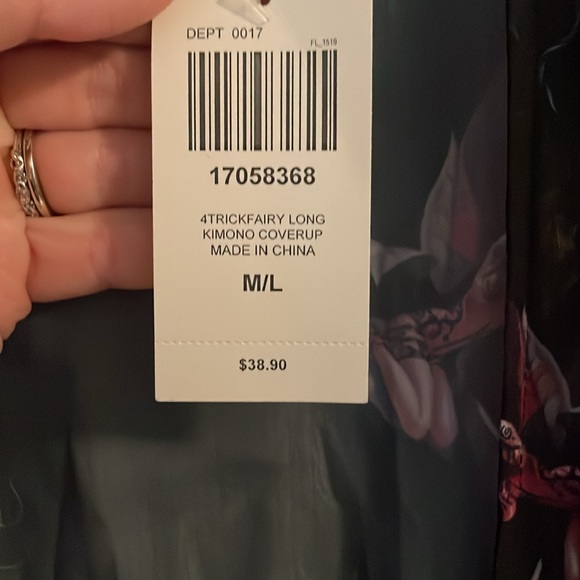 DEPT 0017
FL_1519
17058368
4TRICKFAIRY LONG
KIMONO COVERUP
MADE IN CHINA
M/L
$38.90